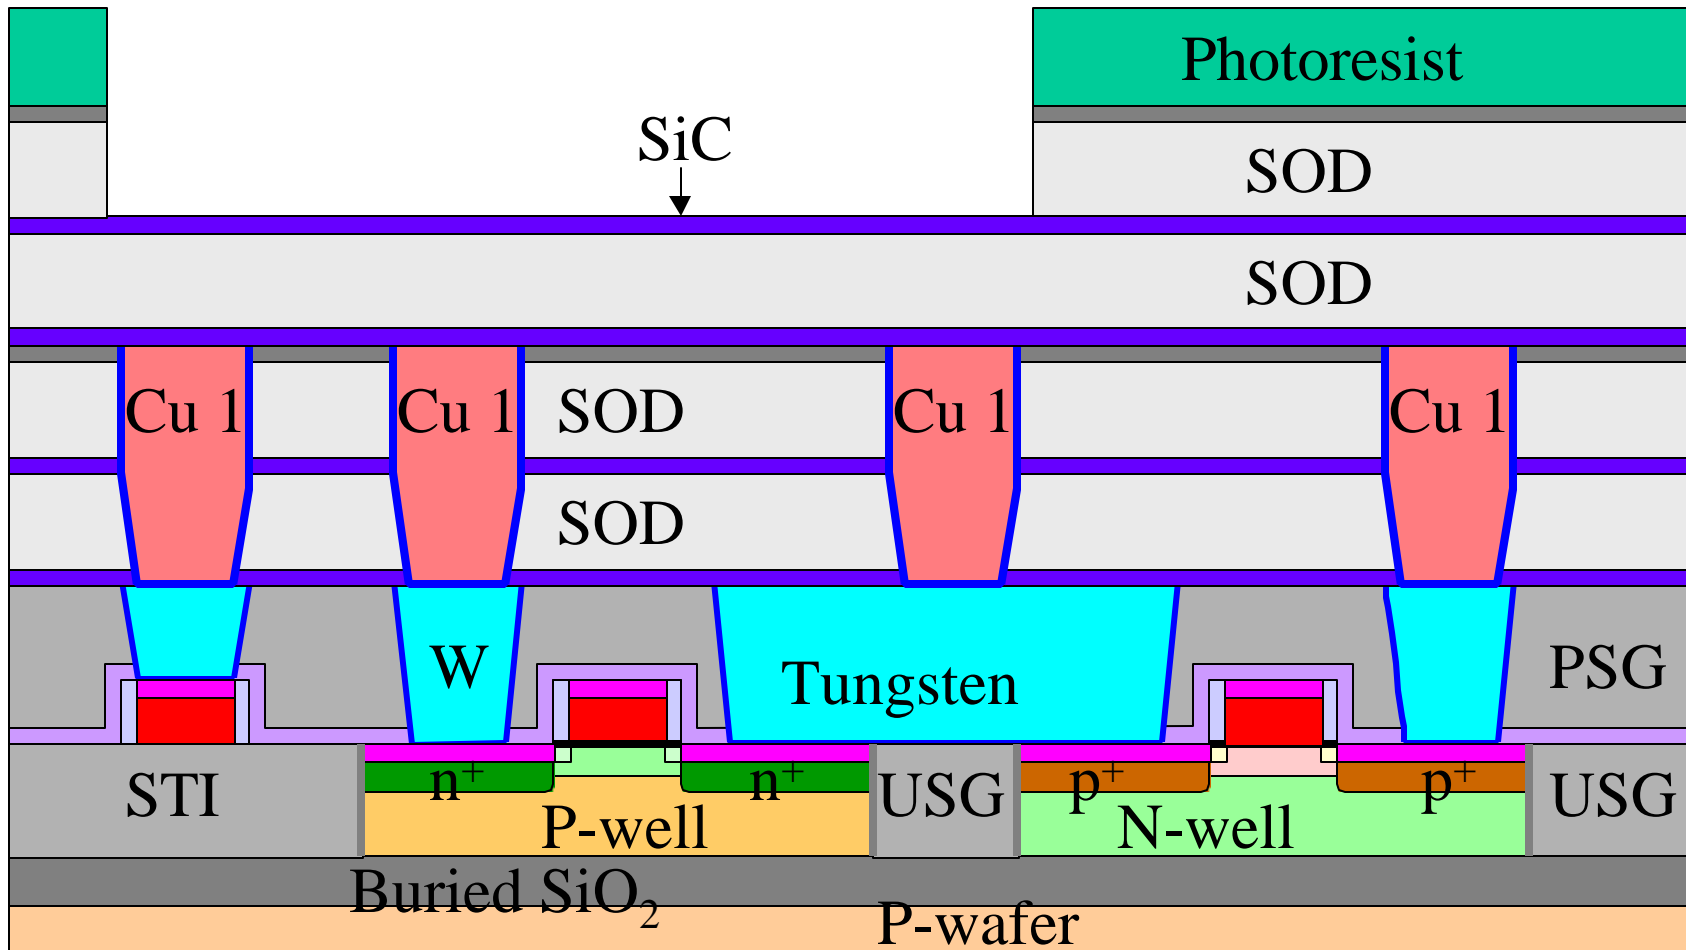 Photoresist
SiC
SOD
SOD
Cu 1 Cu 1 SOD Cu 1 Cu 1
SOD
W Tungsten PSG
n⁺ n⁺ p⁺ p⁺
STI USG USG
P-well N-well
Buried SiO₂
P-wafer